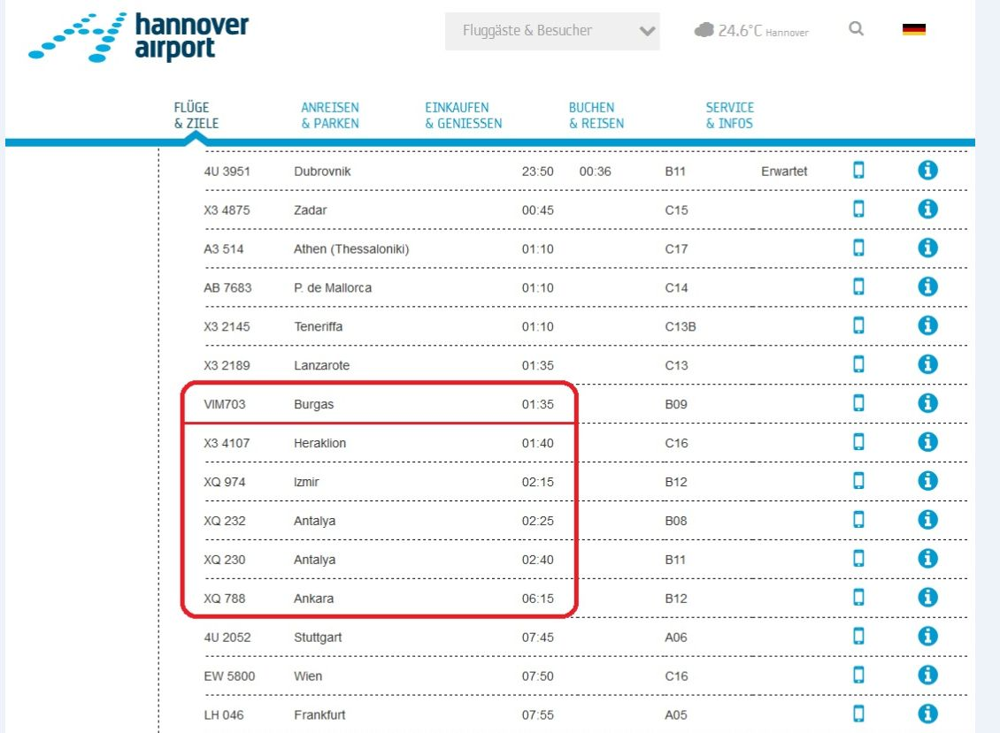 hannover
airport
Fluggäste & Besucher
24.6°C Hannover
FLÜGE
& ZIELE
ANREISEN
& PARKEN
EINKAUFEN
& GENIESSEN
BUCHEN
& REISEN
SERVICE
& INFOS
4U 3951 Dubrovnik 23:50 00:36 B11 Erwartet
X3 4875 Zadar 00:45 C15
A3 514 Athen (Thessaloniki) 01:10 C17
AB 7683 P. de Mallorca 01:10 C14
X3 2145 Teneriffa 01:10 C13B
X3 2189 Lanzarote 01:35 C13
VIM703 Burgas 01:35 B09
X3 4107 Heraklion 01:40 C16
XQ 974 Izmir 02:15 B12
XQ 232 Antalya 02:25 B08
XQ 230 Antalya 02:40 B11
XQ 788 Ankara 06:15 B12
4U 2052 Stuttgart 07:45 A06
EW 5800 Wien 07:50 C16
LH 046 Frankfurt 07:55 A05